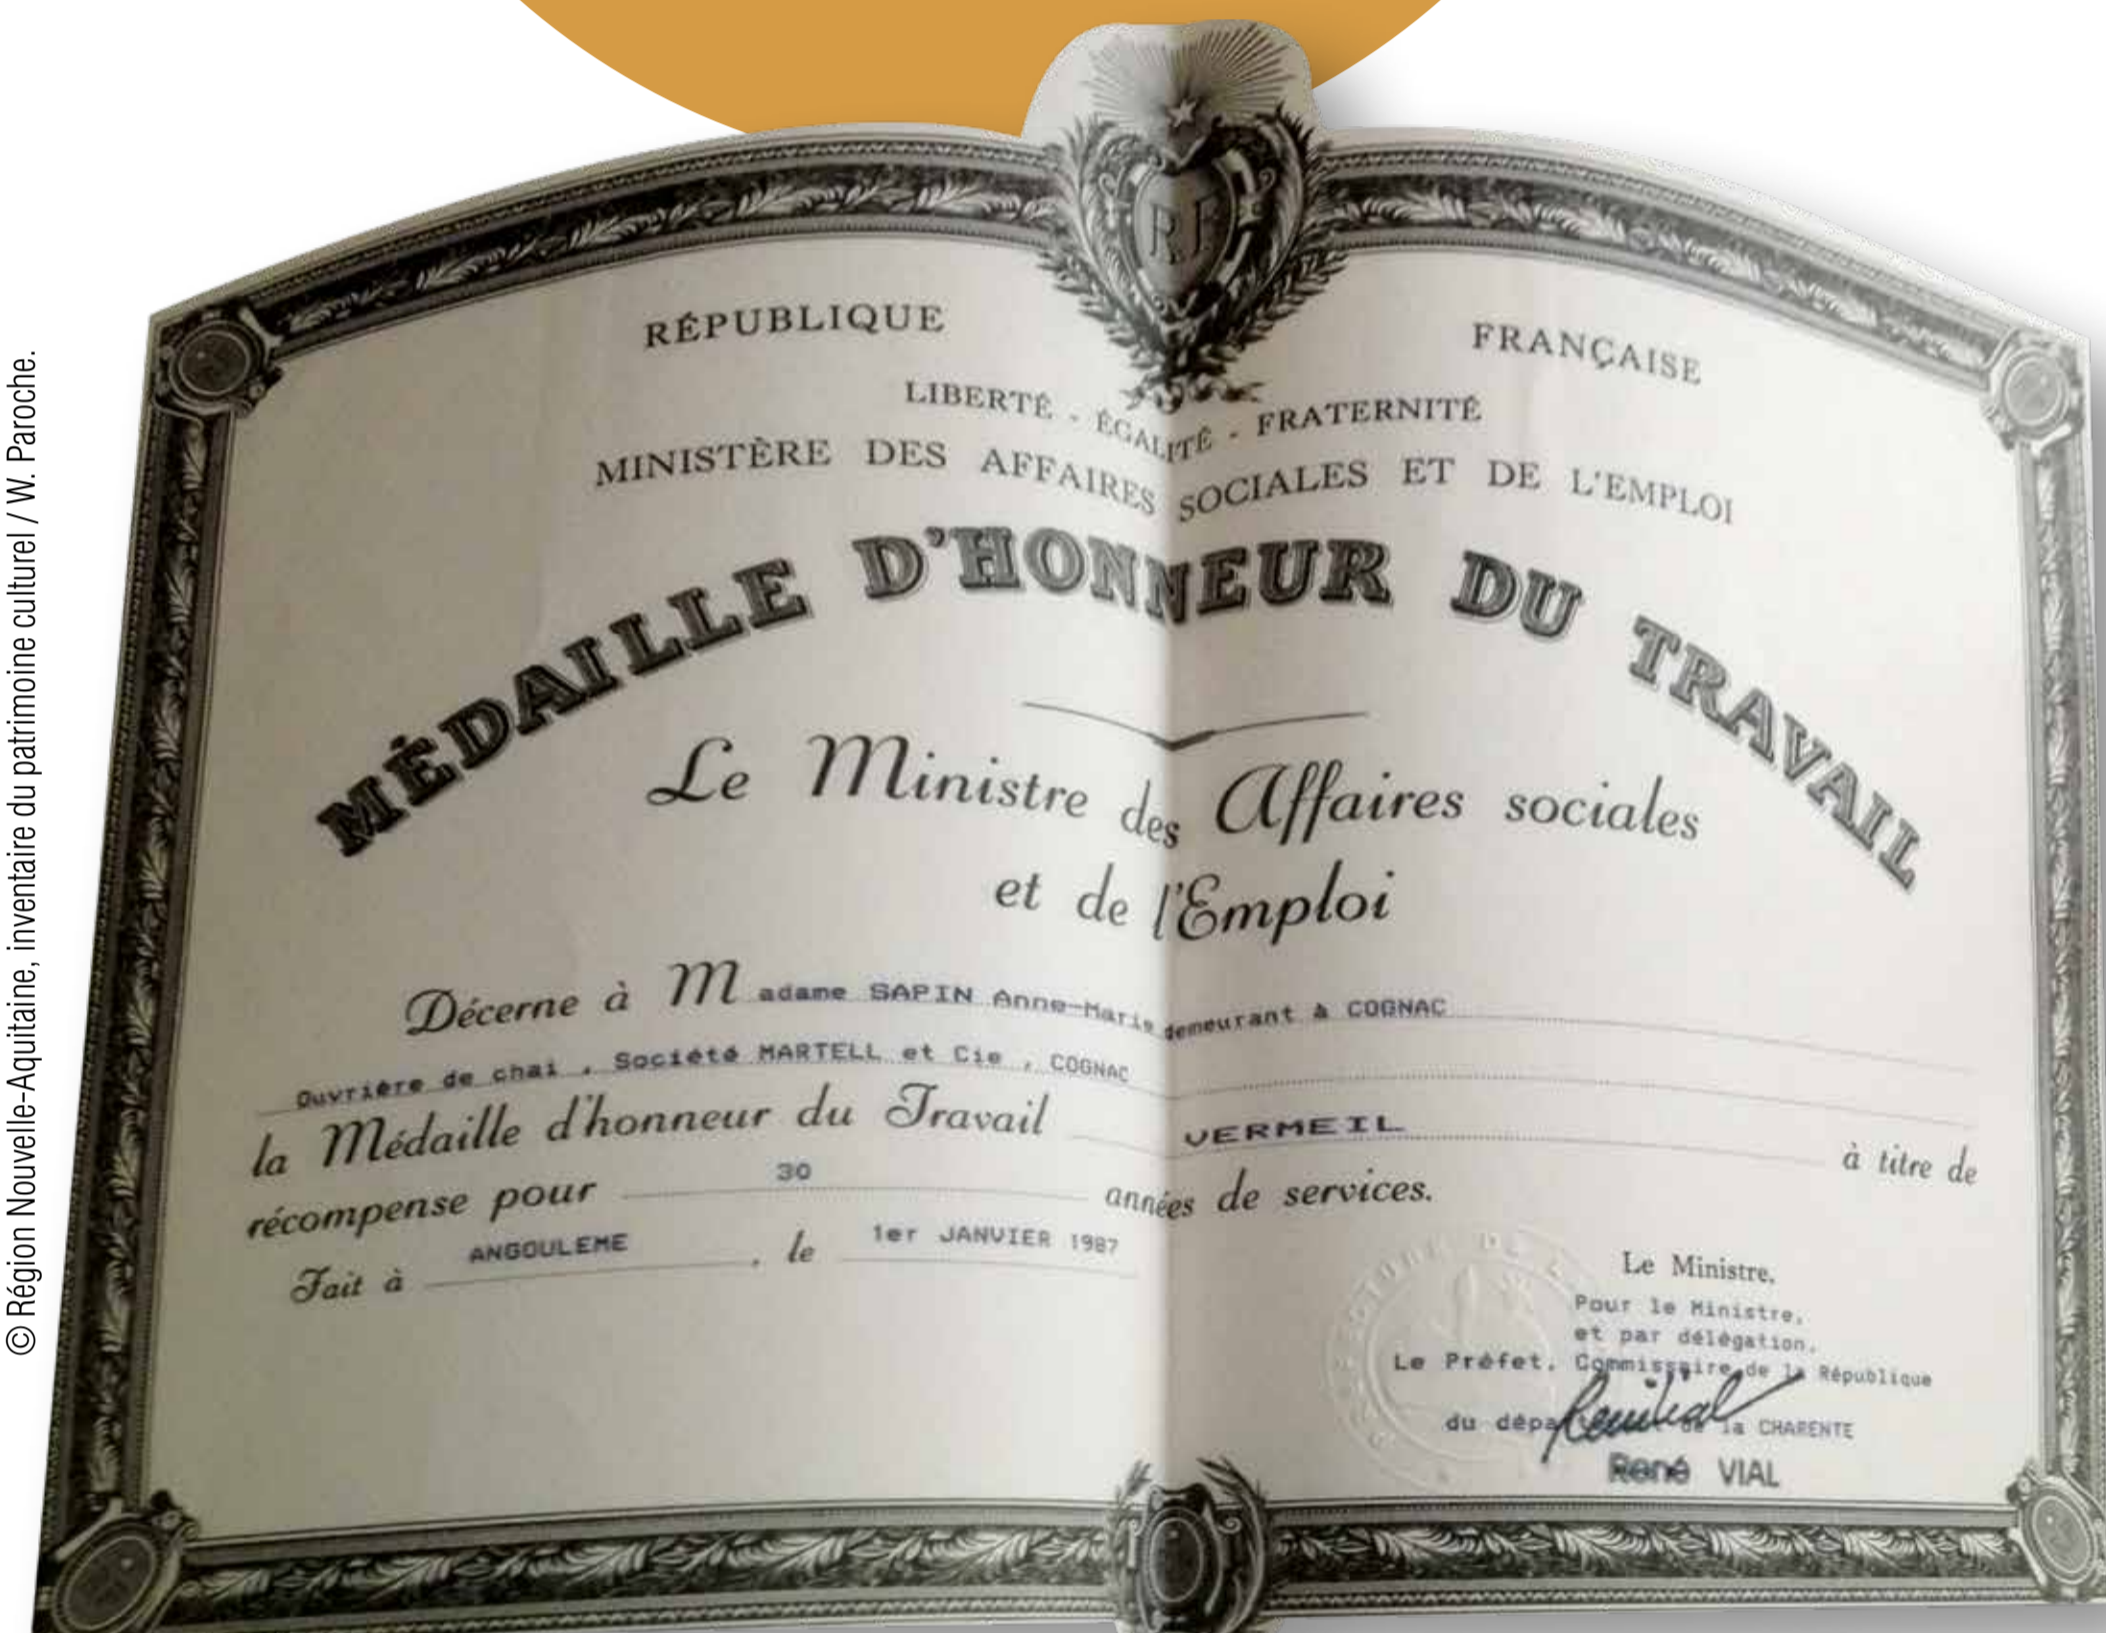 © Région Nouvelle-Aquitaine, inventaire du patrimoine culturel / W. Paroche.
RF
RÉPUBLIQUE FRANÇAISE
LIBERTÉ - ÉGALITÉ - FRATERNITÉ
MINISTÈRE DES AFFAIRES SOCIALES ET DE L'EMPLOI
MÉDAILLE D'HONNEUR DU TRAVAIL
Le Ministre des Affaires sociales
et de l'Emploi
Décerne à Madame SAPIN Anne-Marie demeurant à COGNAC
Ouvrière de chai , Société MARTELL et Cie , COGNAC
la Médaille d'honneur du Travail VERMEIL à titre de
récompense pour 30 années de services.
Fait à ANGOULEME , le 1er JANVIER 1987
Le Ministre,
Pour le Ministre,
et par délégation,
Le Préfet, Commissaire de la République
du département de la CHARENTE
René VIAL